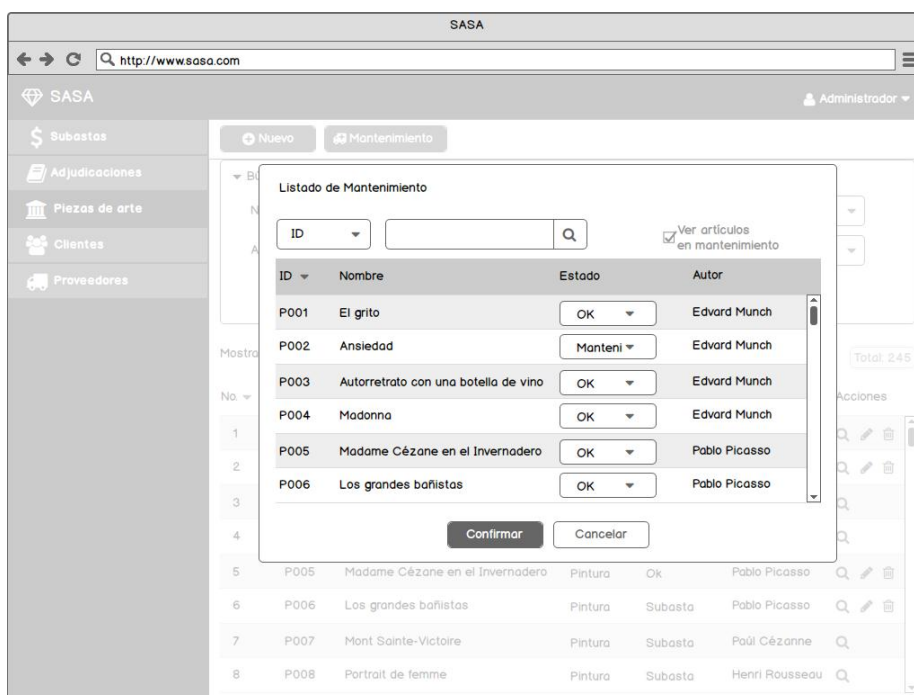 SASA
http://www.sasa.com
SASA
Administrador
Subastas
Adjudicaciones
Piezas de arte
Clientes
Proveedores
Nuevo
Mantenimiento
Listado de Mantenimiento
ID
Ver artículos
en mantenimiento
ID Nombre Estado Autor
P001 El grito OK Edvard Munch
P002 Ansiedad Manteni Edvard Munch
P003 Autorretrato con una botella de vino OK Edvard Munch
P004 Madonna OK Edvard Munch
P005 Madame Cézane en el Invernadero OK Pablo Picasso
P006 Los grandes bañistas OK Pablo Picasso
Confirmar Cancelar
Mostra
Total: 245
No. Acciones
1
2
3
4
5 P005 Madame Cézane en el Invernadero Pintura Ok Pablo Picasso
6 P006 Los grandes bañistas Pintura Subasta Pablo Picasso
7 P007 Mont Sainte-Victoire Pintura Subasta Paúl Cézanne
8 P008 Portrait de femme Pintura Subasta Henri Rousseau